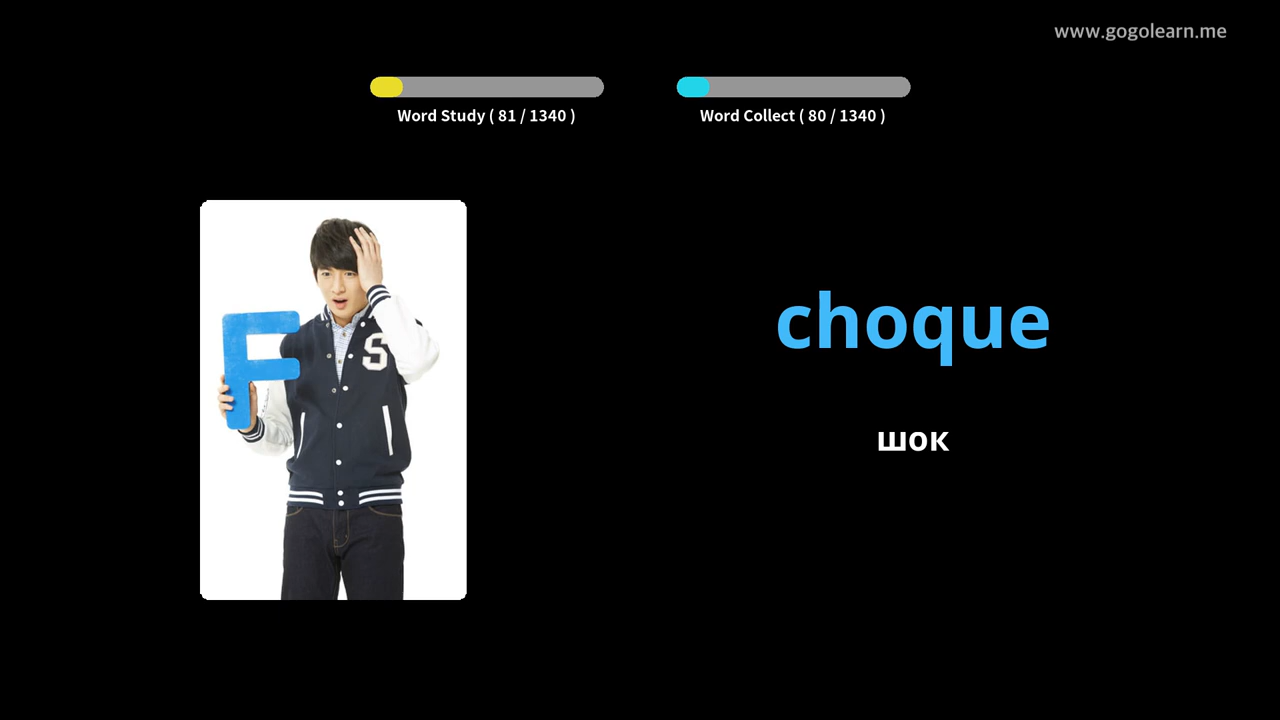 www.gogolearn.me
Word Study ( 81 / 1340 )
Word Collect ( 80 / 1340 )
F
S
choque
шок